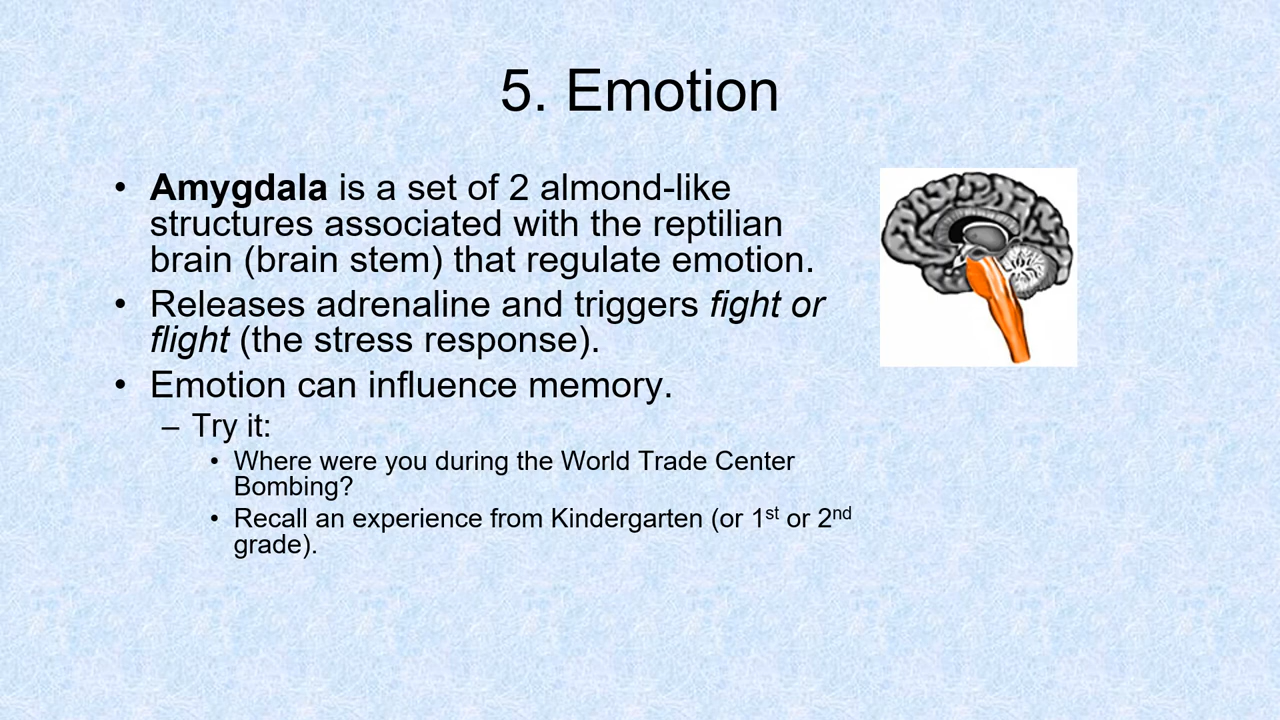 5. Emotion
• Amygdala is a set of 2 almond-like
structures associated with the reptilian
brain (brain stem) that regulate emotion.
• Releases adrenaline and triggers fight or
flight (the stress response).
• Emotion can influence memory.
– Try it:
• Where were you during the World Trade Center
Bombing?
• Recall an experience from Kindergarten (or 1st or 2nd
grade).